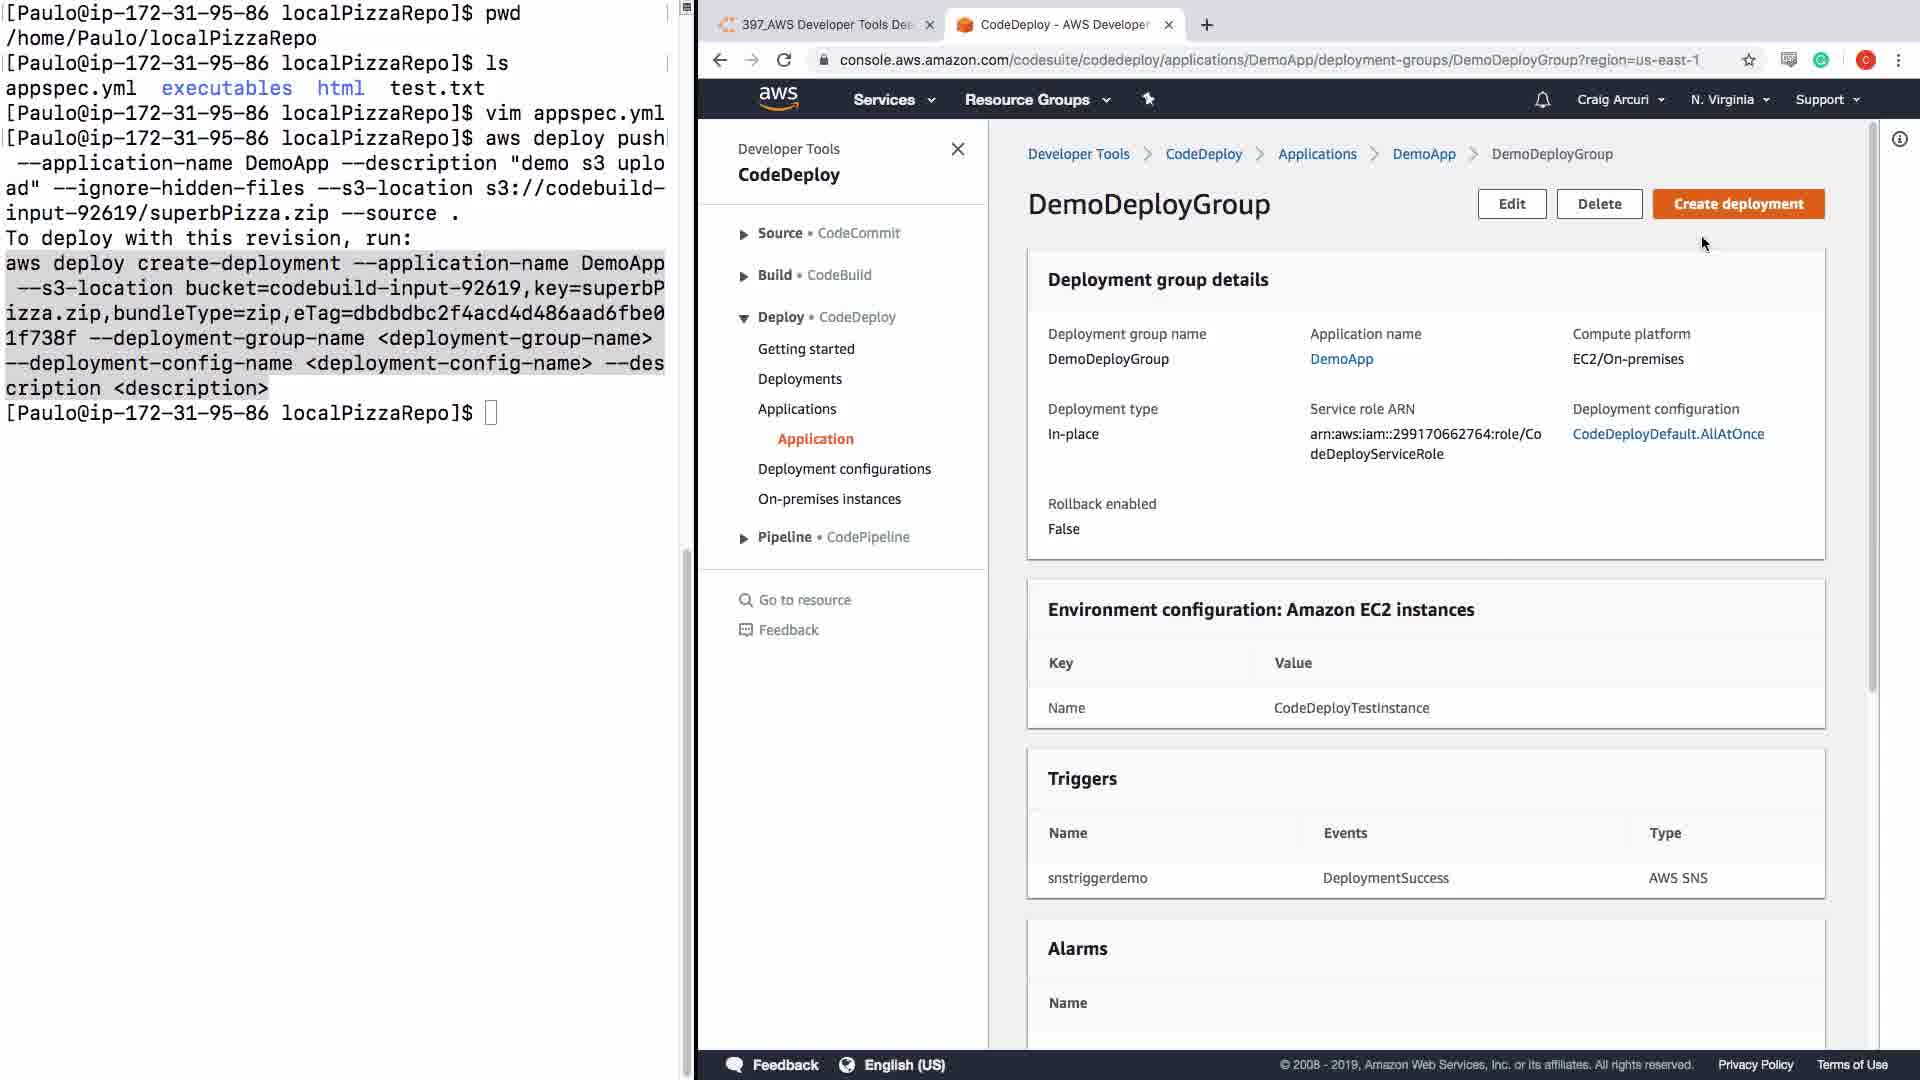 [Paulo@ip-172-31-95-86 localPizzaRepo]$ pwd
/home/Paulo/localPizzaRepo
[Paulo@ip-172-31-95-86 localPizzaRepo]$ ls
appspec.yml executables html test.txt
[Paulo@ip-172-31-95-86 localPizzaRepo]$ vim appspec.yml
[Paulo@ip-172-31-95-86 localPizzaRepo]$ aws deploy push
--application-name DemoApp --description "demo s3 uplo
ad" --ignore-hidden-files --s3-location s3://codebuild-
input-92619/superbPizza.zip --source .
To deploy with this revision, run:
aws deploy create-deployment --application-name DemoApp
--s3-location bucket=codebuild-input-92619,key=superbP
izza.zip,bundleType=zip,eTag=dbdbdbc2f4acd4d486aad6fbe0
1f738f --deployment-group-name <deployment-group-name>
--deployment-config-name <deployment-config-name> --des
cription <description>
[Paulo@ip-172-31-95-86 localPizzaRepo]$
397_AWS Developer Tools De
CodeDeploy - AWS Developer
console.aws.amazon.com/codesuite/codedeploy/applications/DemoApp/deployment-groups/DemoDeployGroup?region=us-east-1
C
aws
Services
Resource Groups
Craig Arcuri
N. Virginia
Support
Developer Tools
CodeDeploy
Source • CodeCommit
Build • CodeBuild
Deploy • CodeDeploy
Getting started
Deployments
Applications
Application
Deployment configurations
On-premises instances
Pipeline • CodePipeline
Go to resource
Feedback
Developer Tools
CodeDeploy
Applications
DemoApp
DemoDeployGroup
DemoDeployGroup
Edit
Delete
Create deployment
Deployment group details
Deployment group name
Application name
Compute platform
DemoDeployGroup
DemoApp
EC2/On-premises
Deployment type
Service role ARN
Deployment configuration
In-place
arn:aws:iam::299170662764:role/Co
deDeployServiceRole
CodeDeployDefault.AllAtOnce
Rollback enabled
False
Environment configuration: Amazon EC2 instances
Key
Value
Name
CodeDeployTestInstance
Triggers
Name
Events
Type
snstriggerdemo
DeploymentSuccess
AWS SNS
Alarms
Name
Feedback
English (US)
© 2008 - 2019, Amazon Web Services, Inc. or its affiliates. All rights reserved.
Privacy Policy
Terms of Use